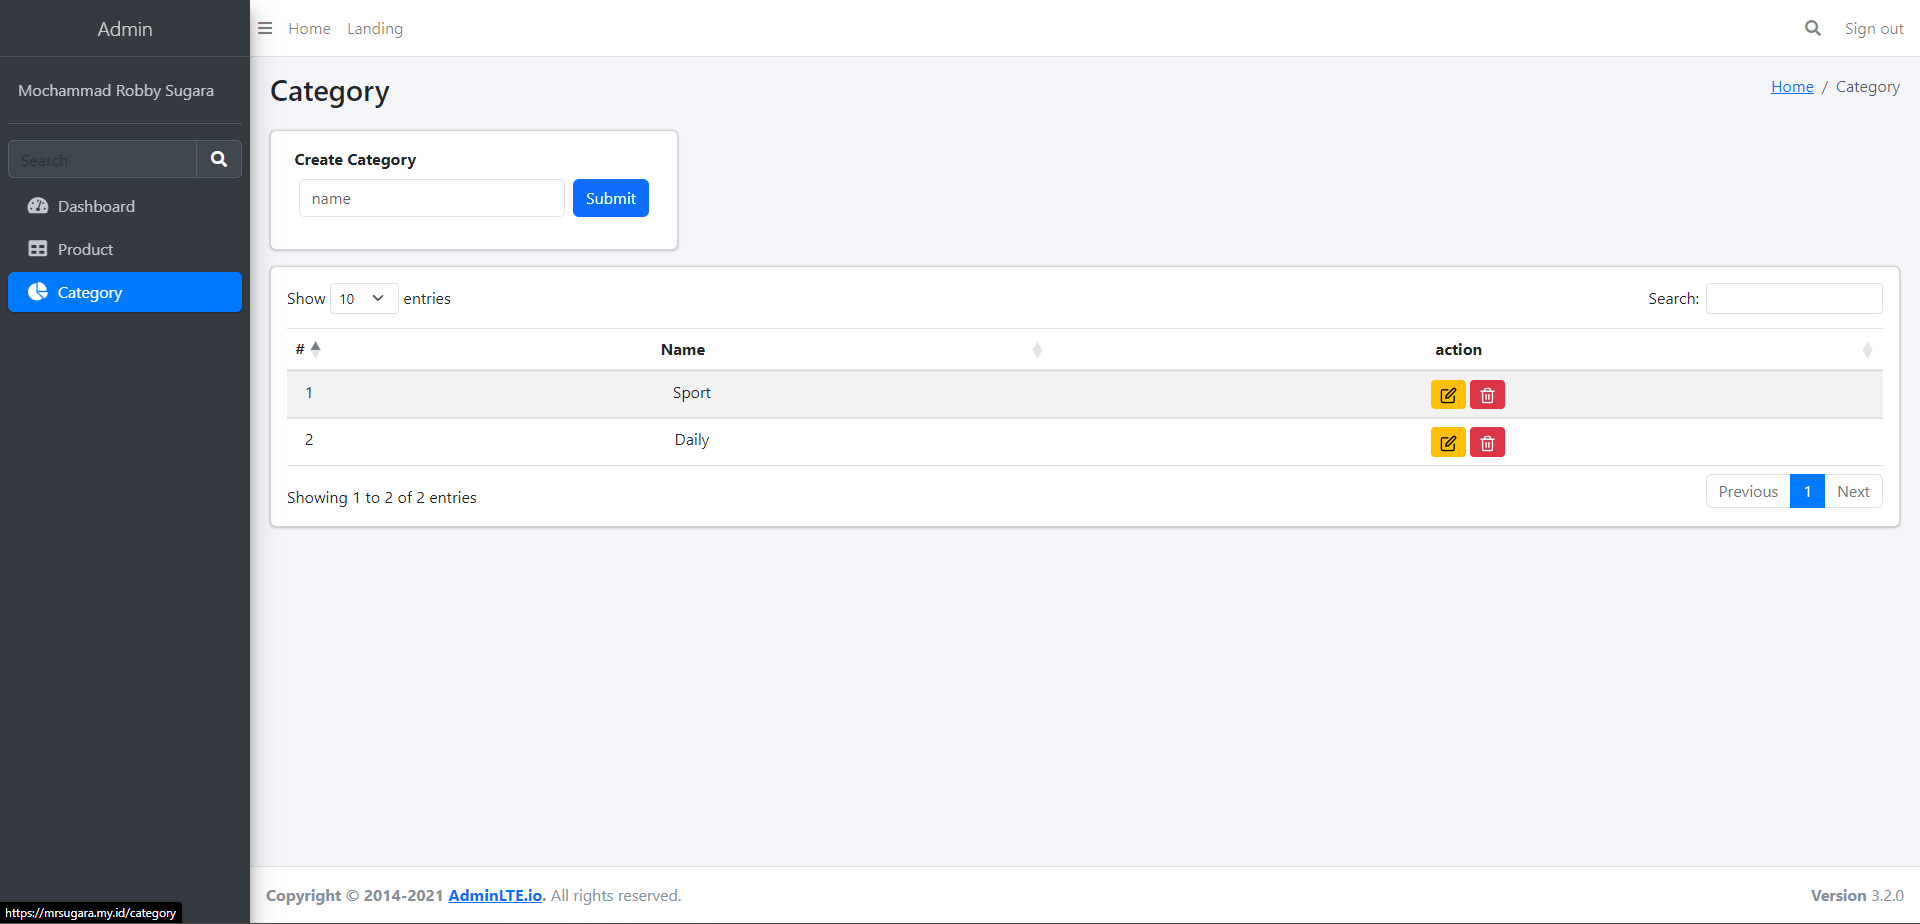 Admin
Home Landing
Sign out
Mochammad Robby Sugara
Search
Dashboard
Product
Category
Category
Home / Category
Create Category
name Submit
Show 10 entries
Search:
# Name action
1 Sport
2 Daily
Showing 1 to 2 of 2 entries
Previous 1 Next
Copyright © 2014-2021 AdminLTE.io. All rights reserved.
Version 3.2.0
https://mrsugara.my.id/category